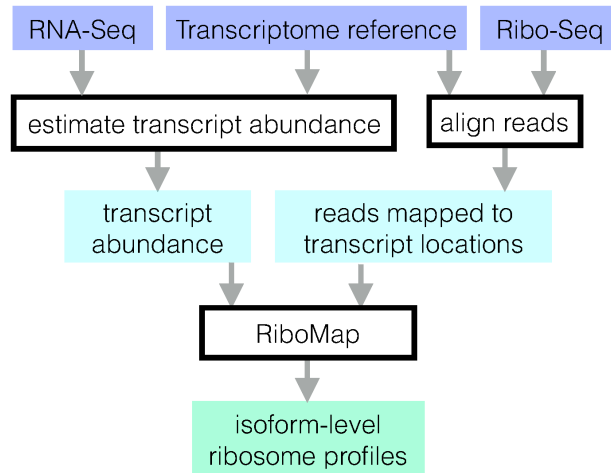 RNA-Seq
Transcriptome reference
Ribo-Seq
estimate transcript abundance
align reads
transcript
abundance
reads mapped to
transcript locations
RiboMap
isoform-level
ribosome profiles